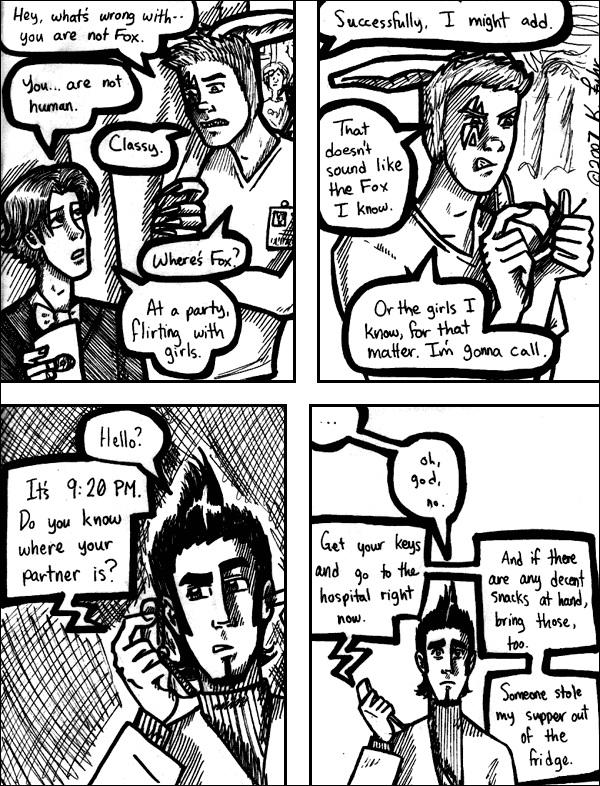 Hey, what's wrong with--
you are not Fox.
You... are not
human.
Classy.
Where's Fox?
At a party,
flirting with
girls.
Successfully, I might add.
That
doesn't
sound like
the Fox
I know.
Or the girls I
know, for that
matter. I'm gonna call.
Hello?
It's 9:20 PM.
Do you know
where your
partner is?
...
oh,
god,
no.
Get your keys
and go to the
hospital right
now.
And if there
are any decent
snacks at hand,
bring those,
too.
Someone stole
my supper out
of the
fridge.
©2007 K